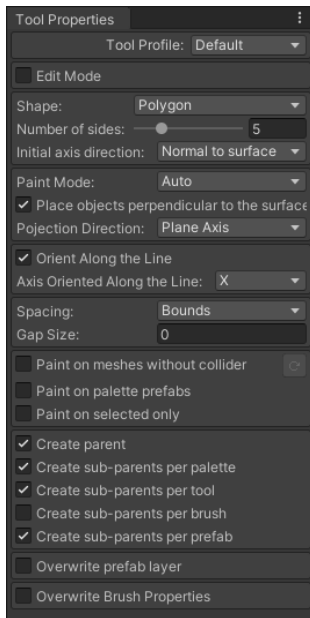 Tool Properties
Tool Profile: Default
Edit Mode
Shape: Polygon
Number of sides: 5
Initial axis direction: Normal to surface
Paint Mode: Auto
Place objects perpendicular to the surface
Pojection Direction: Plane Axis
Orient Along the Line
Axis Oriented Along the Line: X
Spacing: Bounds
Gap Size: 0
Paint on meshes without collider
Paint on palette prefabs
Paint on selected only
Create parent
Create sub-parents per palette
Create sub-parents per tool
Create sub-parents per brush
Create sub-parents per prefab
Overwrite prefab layer
Overwrite Brush Properties